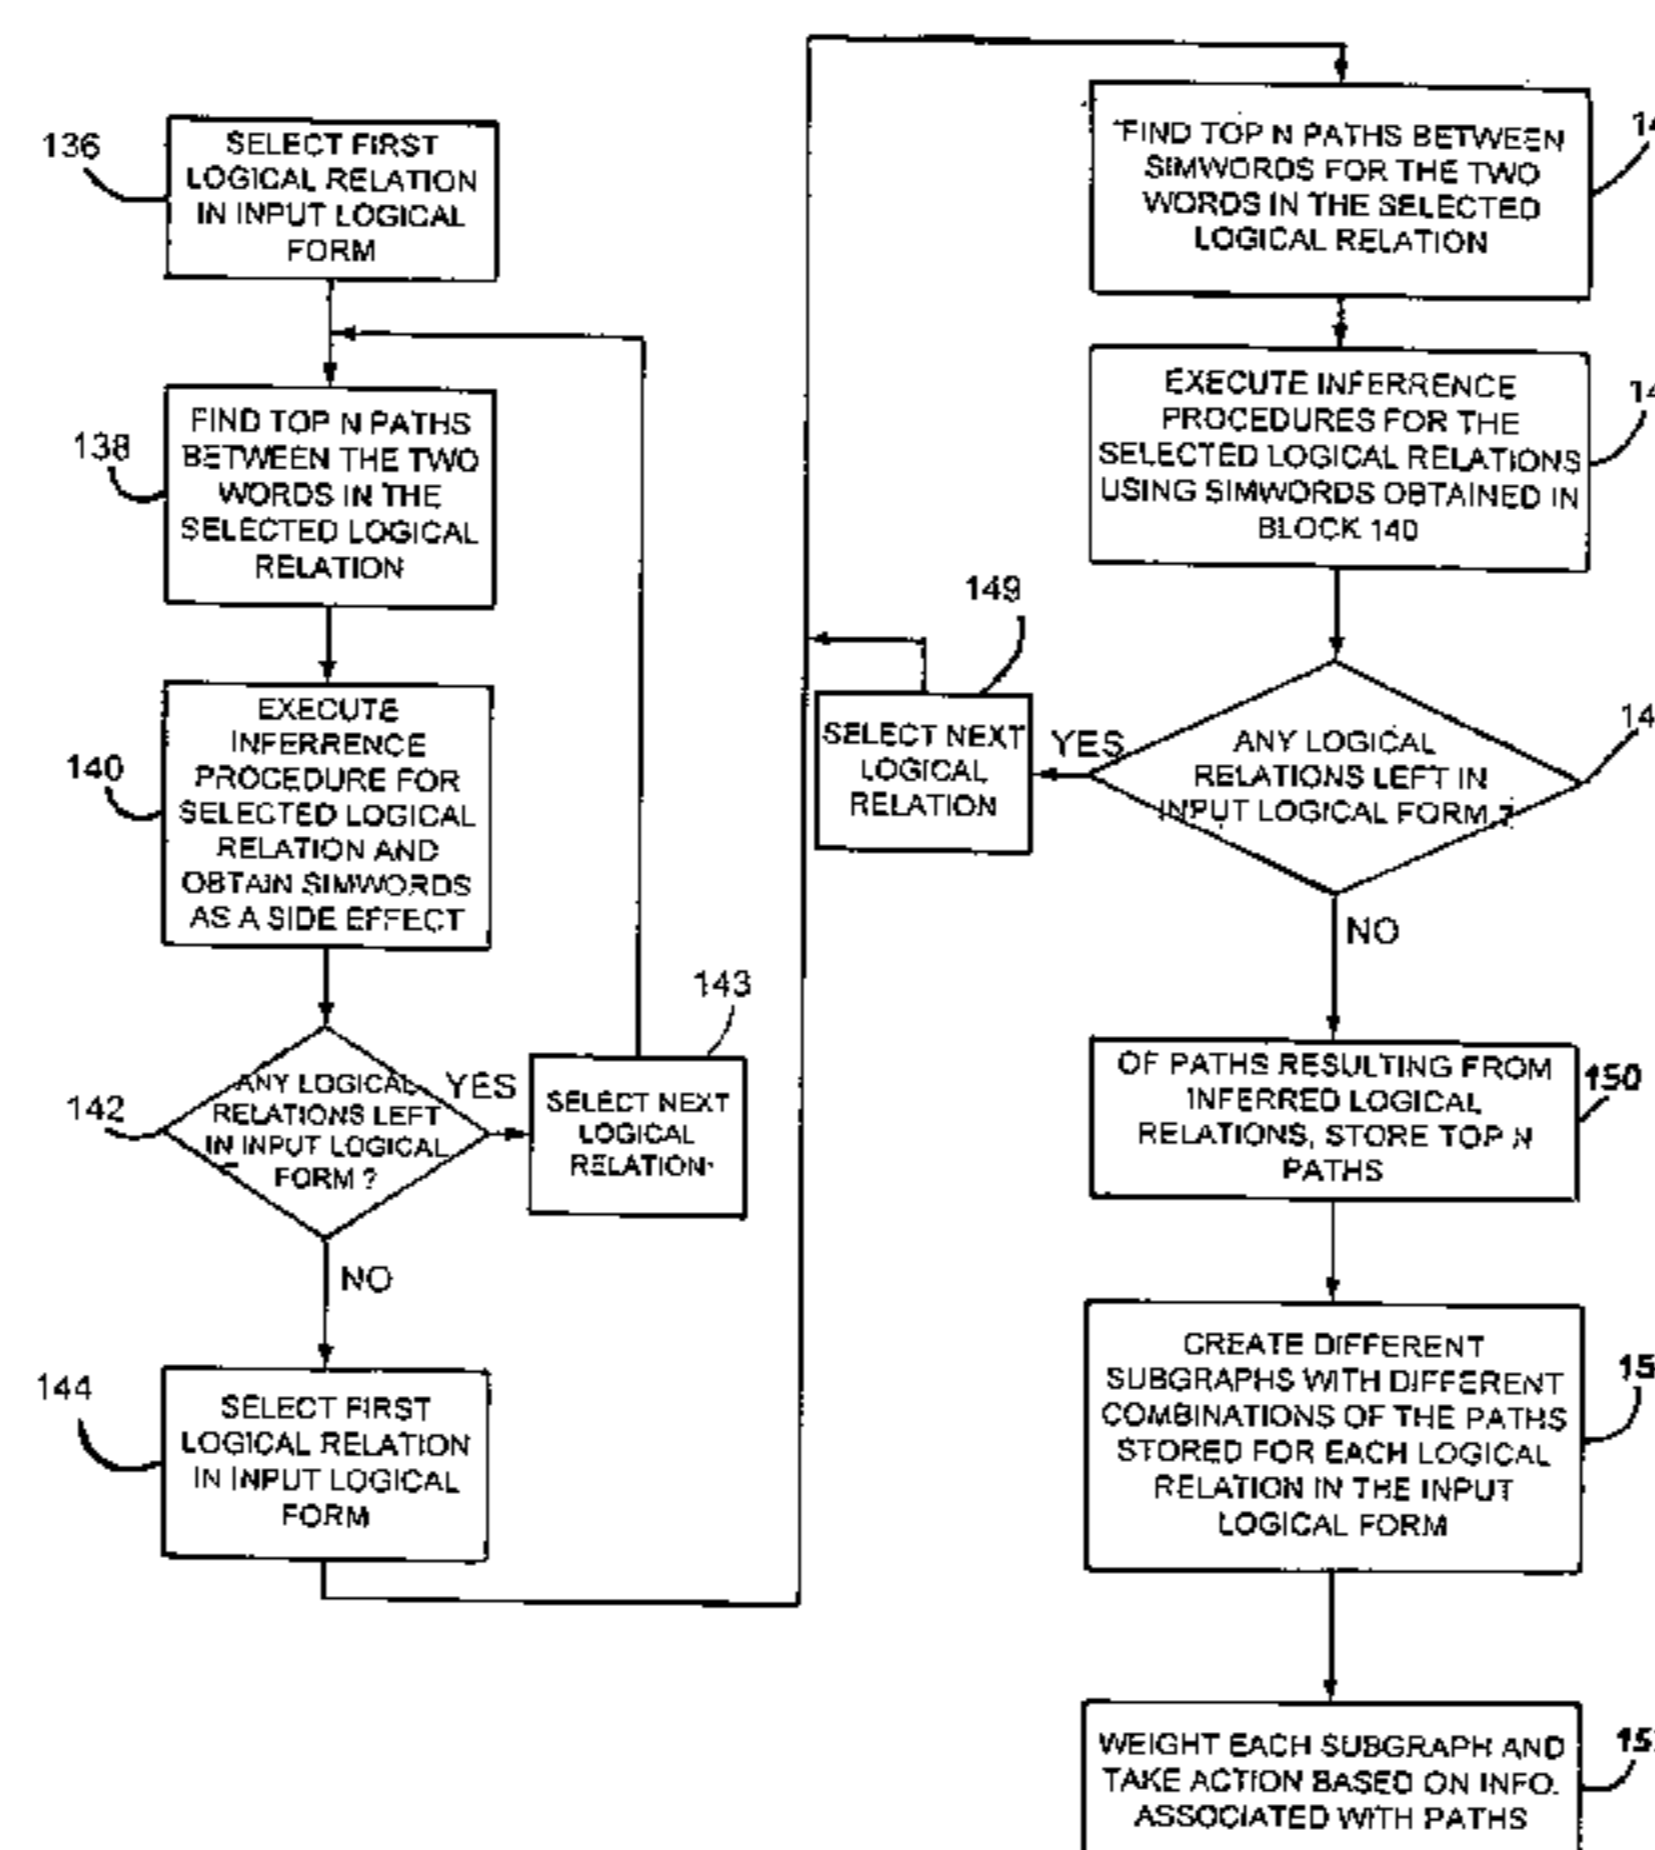 136
SELECT FIRST
LOGICAL RELATION
IN INPUT LOGICAL
FORM
138
FIND TOP N PATHS
BETWEEN THE TWO
WORDS IN THE
SELECTED LOGICAL
RELATION
140
EXECUTE
INFERRENCE
PROCEDURE FOR
SELECTED LOGICAL
RELATION AND
OBTAIN SIMWORDS
AS A SIDE EFFECT
142
ANY LOGICAL
RELATIONS LEFT
IN INPUT LOGICAL
FORM ?
YES
143
SELECT NEXT
LOGICAL
RELATION
NO
144
SELECT FIRST
LOGICAL RELATION
IN INPUT LOGICAL
FORM
FIND TOP N PATHS BETWEEN
SIMWORDS FOR THE TWO
WORDS IN THE SELECTED
LOGICAL RELATION
EXECUTE INFERRENCE
PROCEDURES FOR THE
SELECTED LOGICAL RELATIONS
USING SIMWORDS OBTAINED IN
BLOCK 140
149
SELECT NEXT
LOGICAL
RELATION
YES
ANY LOGICAL
RELATIONS LEFT IN
INPUT LOGICAL FORM ?
NO
150
OF PATHS RESULTING FROM
INFERRED LOGICAL
RELATIONS, STORE TOP N
PATHS
CREATE DIFFERENT
SUBGRAPHS WITH DIFFERENT
COMBINATIONS OF THE PATHS
STORED FOR EACH LOGICAL
RELATION IN THE INPUT
LOGICAL FORM
WEIGHT EACH SUBGRAPH AND
TAKE ACTION BASED ON INFO.
ASSOCIATED WITH PATHS